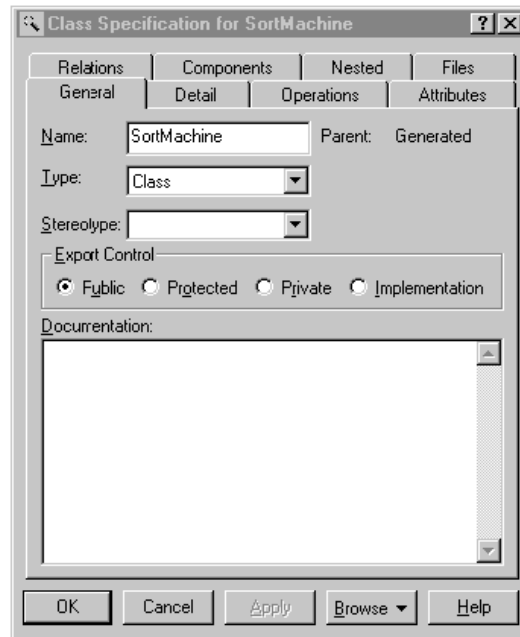 Class Specification for SortMachine
Relations Components Nested Files
General Detail Operations Attributes
Name: SortMachine Parent: Generated
Type: Class
Stereotype:
Export Control
Public Protected Private Implementation
Documentation:
OK Cancel Apply Browse Help